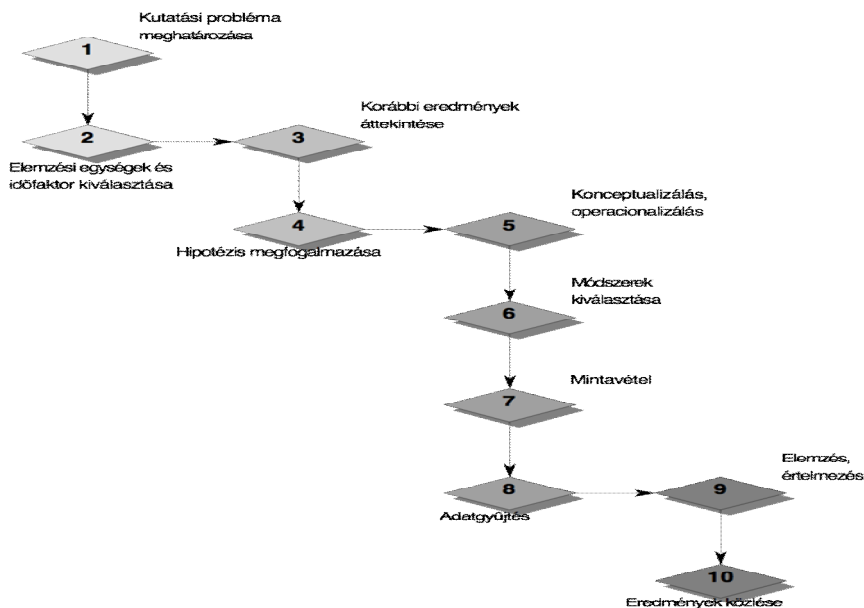 1
Kutatási probléma
meghatározása
2
Elemzési egységek és
időfaktor kiválasztása
3
Korábbi eredmények
áttekintése
4
Hipotézis megfogalmazása
5
Konceptualizálás,
operacionalizálás
6
Módszerek
kiválasztása
7
Mintavétel
8
Adatgyűjtés
9
Elemzés,
értelmezés
10
Eredmények közlése